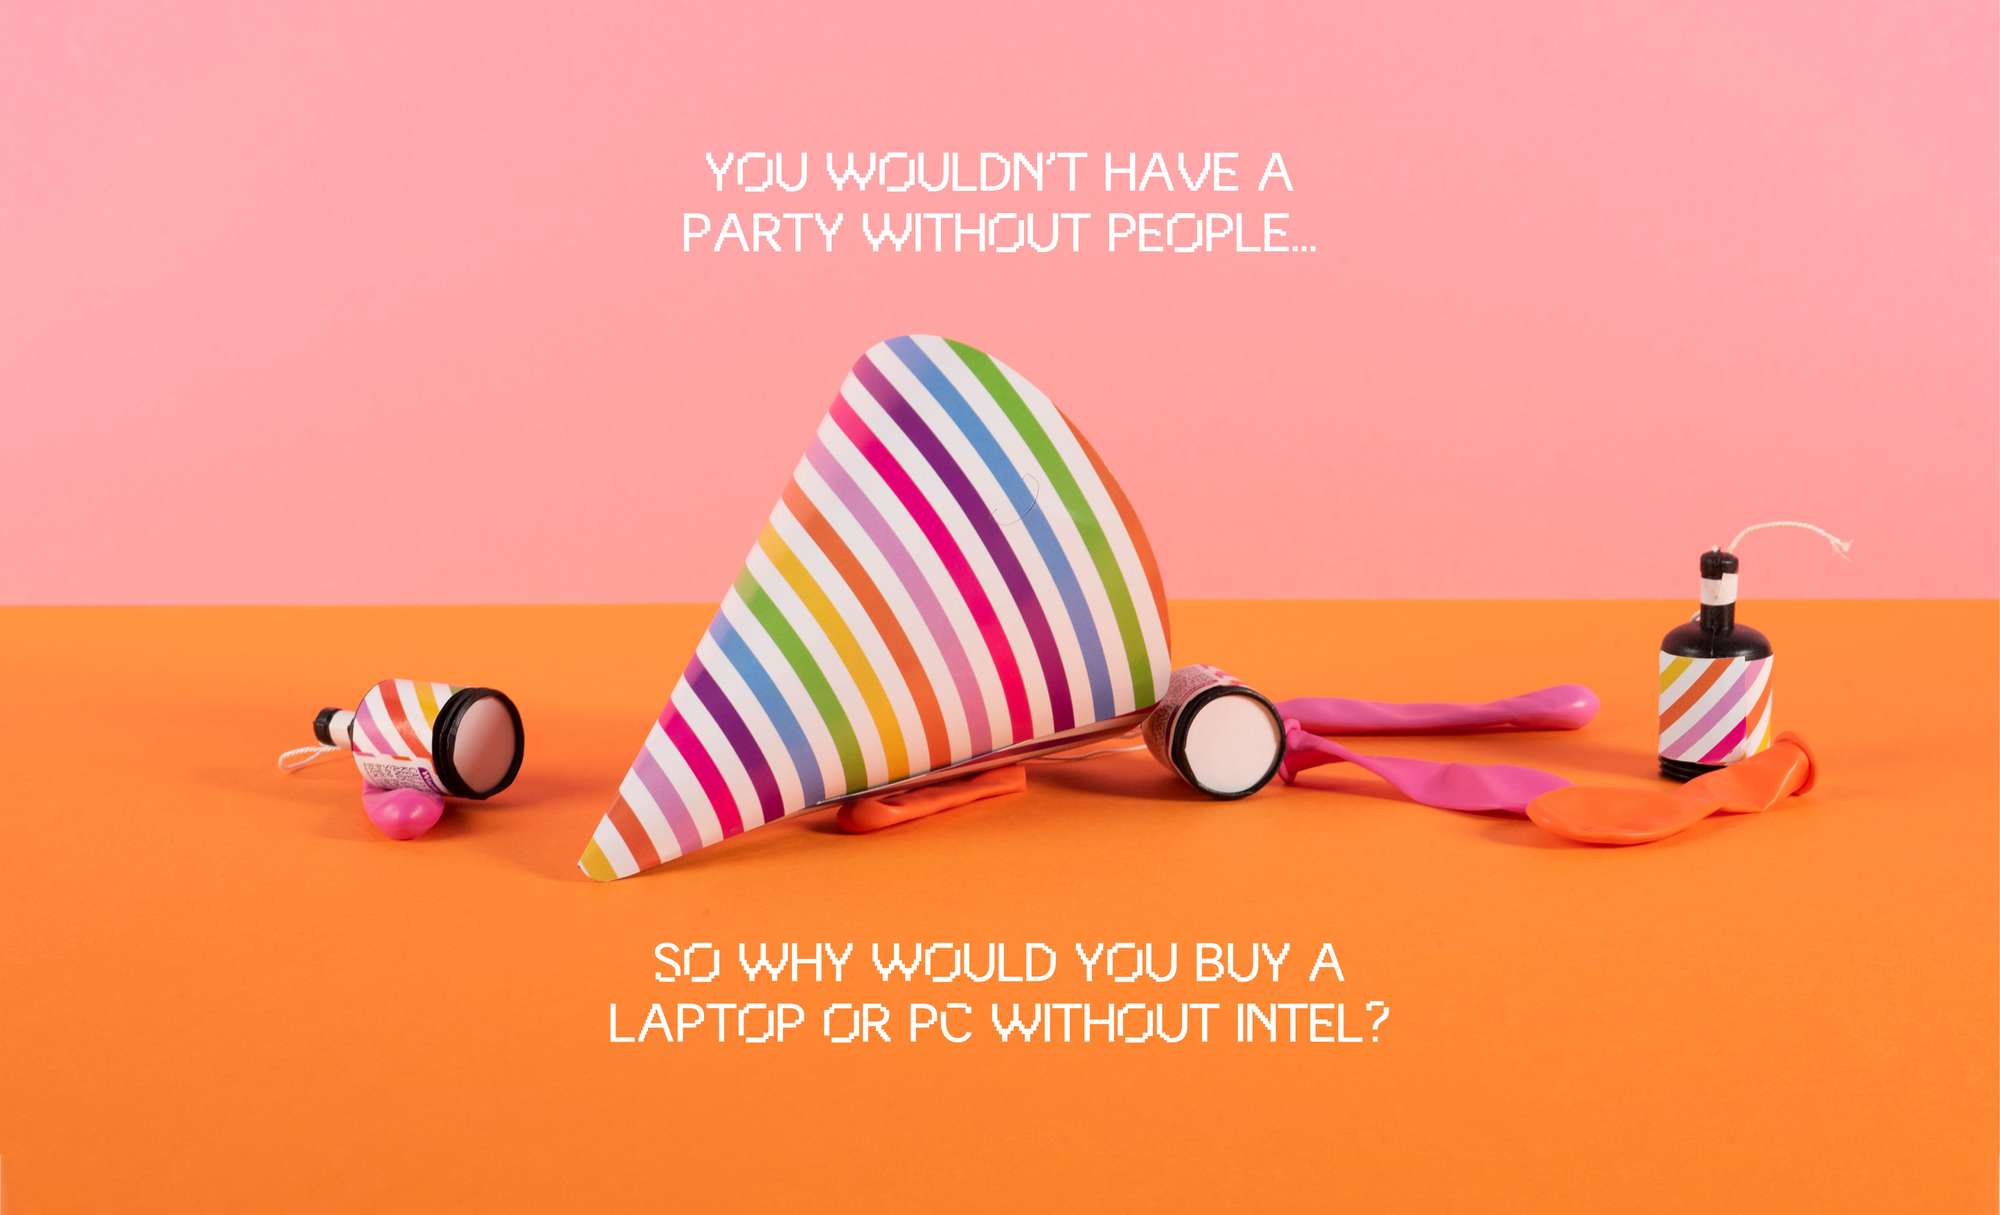 YOU WOULDN'T HAVE A
PARTY WITHOUT PEOPLE...
SO WHY WOULD YOU BUY A
LAPTOP OR PC WITHOUT INTEL?